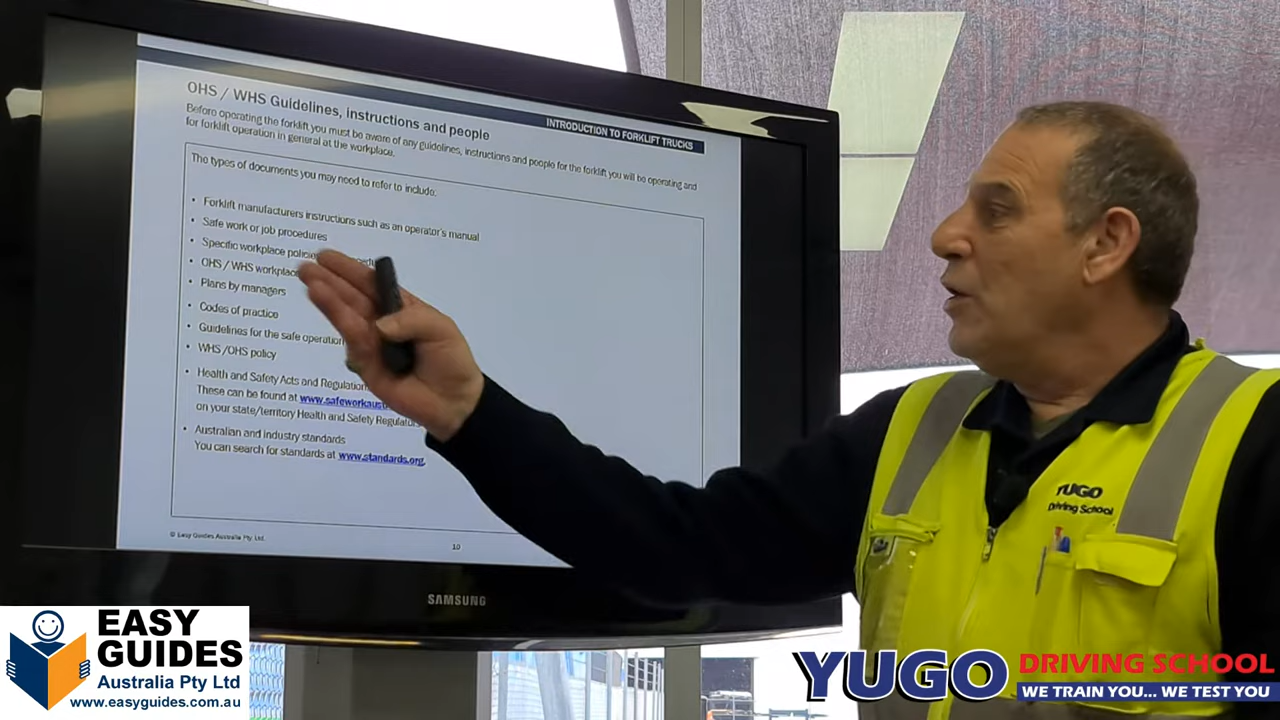 INTRODUCTION TO FORKLIFT TRUCKS
OHS / WHS Guidelines, instructions and people
Before operating the forklift you must be aware of any guidelines, instructions and people for the forklift you will be operating and
for forklift operation in general at the workplace.
The types of documents you may need to refer to include:
• Forklift manufacturers instructions such as an operator's manual
• Safe work or job procedures
• Specific workplace
• OHS / WHS
• Plans by managers
• Codes of practice
• Guidelines for the safe operation
• WHS /OHS policy
• Health and Safety Acts and
These can be found at
on your state/territory Health and Safety
• Australian and industry standards
You can search for standards at www.standards.org.
© Easy Guides Australia Pty Ltd.
10
SAMSUNG
YUGO
Driving School
EASY
GUIDES
Australia Pty Ltd
www.easyguides.com.au
YUGO DRIVING SCHOOL
WE TRAIN YOU... WE TEST YOU